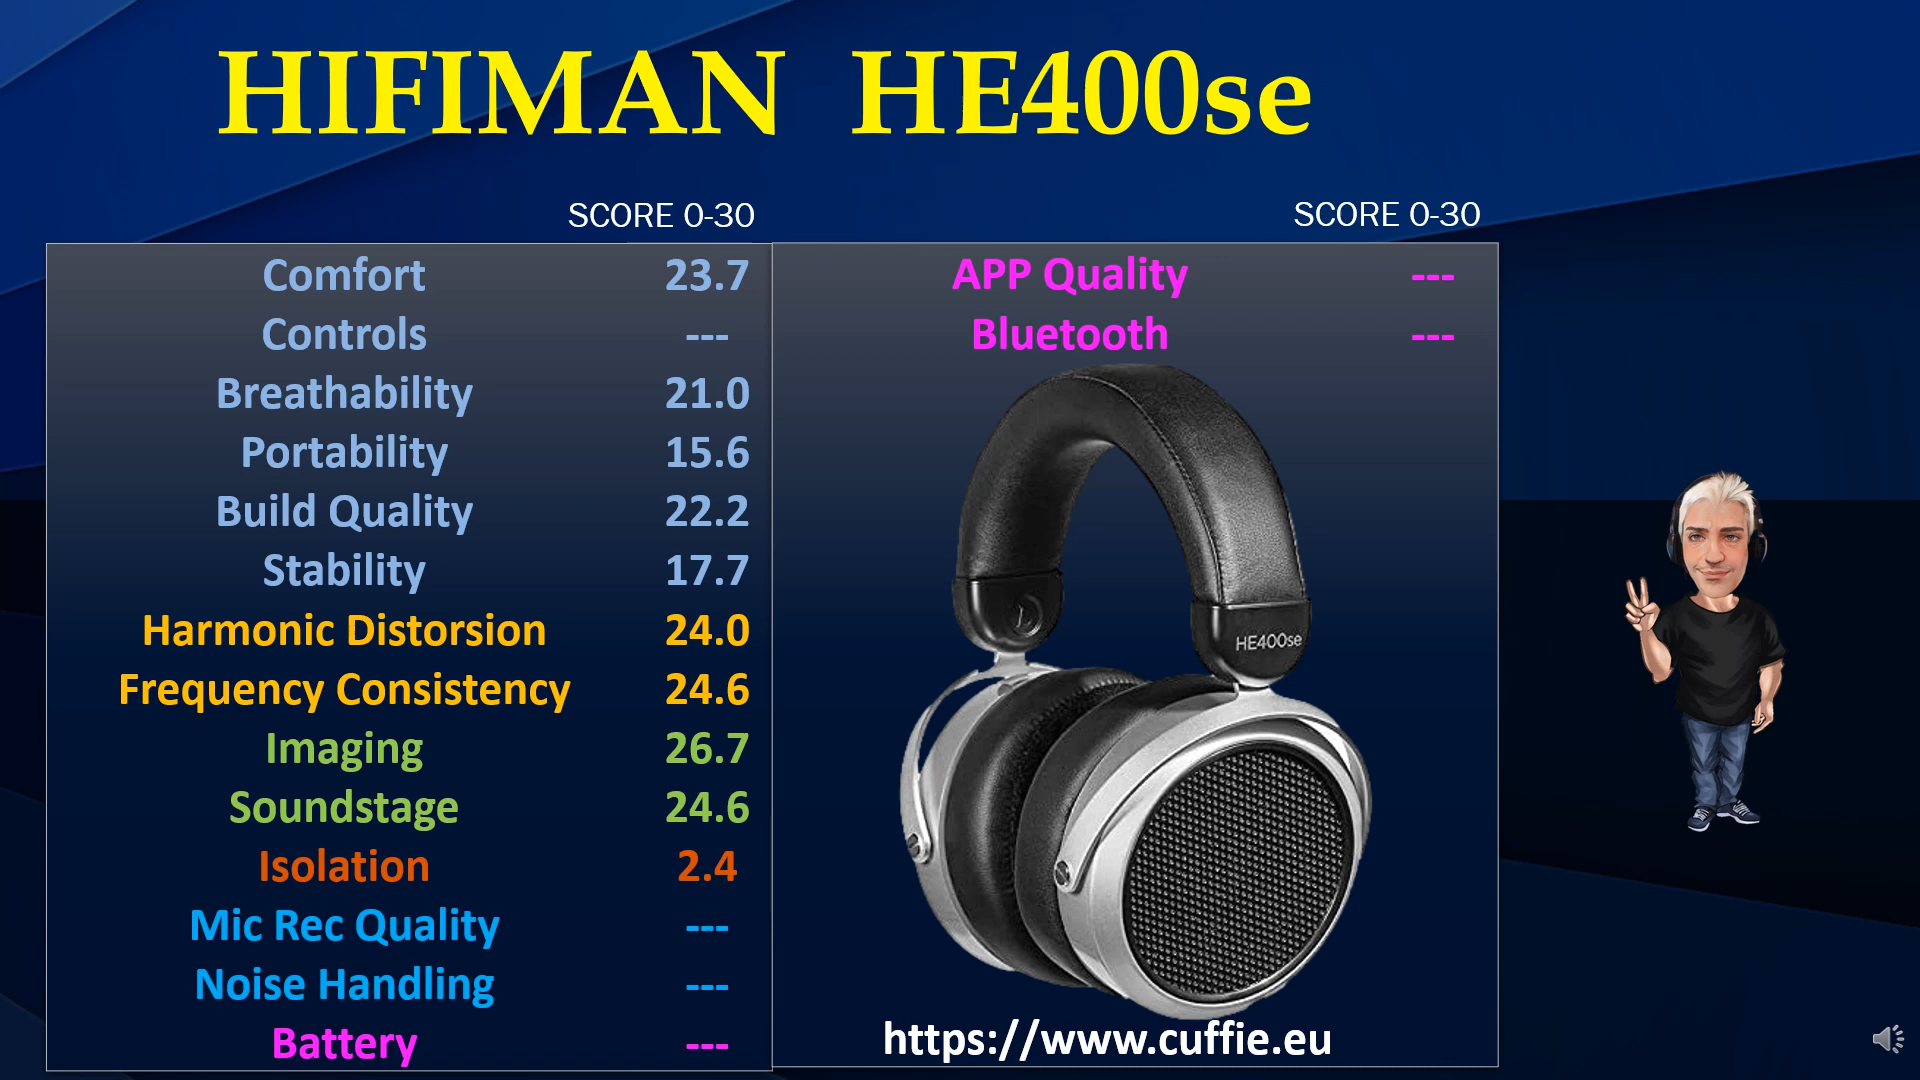 HIFIMAN HE400se
SCORE 0-30
Comfort 23.7
Controls ---
Breathability 21.0
Portability 15.6
Build Quality 22.2
Stability 17.7
Harmonic Distorsion 24.0
Frequency Consistency 24.6
Imaging 26.7
Soundstage 24.6
Isolation 2.4
Mic Rec Quality ---
Noise Handling ---
Battery ---
SCORE 0-30
APP Quality ---
Bluetooth ---
HE400se
https://www.cuffie.eu